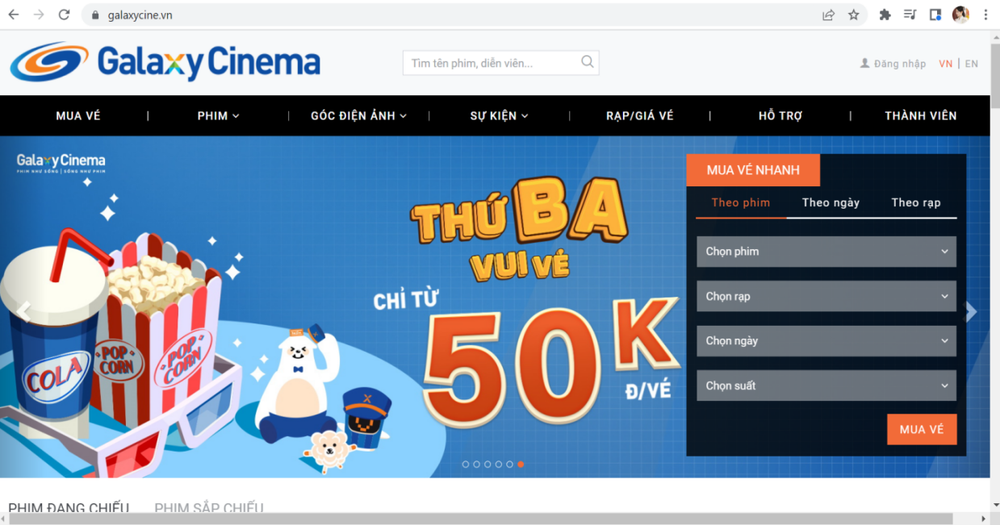 galaxycine.vn
Galaxy Cinema
Tìm tên phim, diễn viên...
Đăng nhập VN | EN
MUA VÉ | PHIM | GÓC ĐIỆN ẢNH | SỰ KIỆN | RẠP/GIÁ VÉ | HỖ TRỢ | THÀNH VIÊN
Galaxy Cinema
PHIM NHƯ SỐNG | SỐNG NHƯ PHIM
THỨ BA
VUI VẺ
CHỈ TỪ
50K
Đ/VÉ
COLA
POP CORN
POP CORN
MUA VÉ NHANH
Theo phim Theo ngày Theo rạp
Chọn phim
Chọn rạp
Chọn ngày
Chọn suất
MUA VÉ
PHIM ĐANG CHIẾU PHIM SẮP CHIẾU